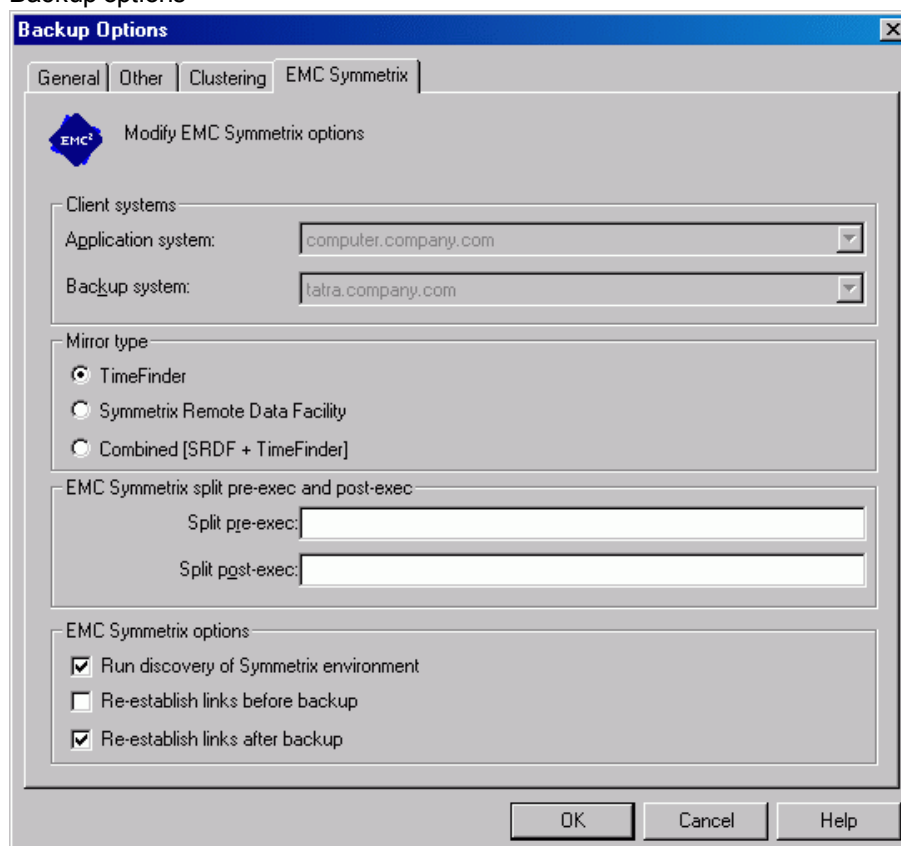 Backup options
Backup Options
General Other Clustering EMC Symmetrix
EMC²
Modify EMC Symmetrix options
Client systems
Application system: computer.company.com
Backup system: tatra.company.com
Mirror type
TimeFinder
Symmetrix Remote Data Facility
Combined [SRDF + TimeFinder]
EMC Symmetrix split pre-exec and post-exec
Split pre-exec:
Split post-exec:
EMC Symmetrix options
Run discovery of Symmetrix environment
Re-establish links before backup
Re-establish links after backup
OK Cancel Help